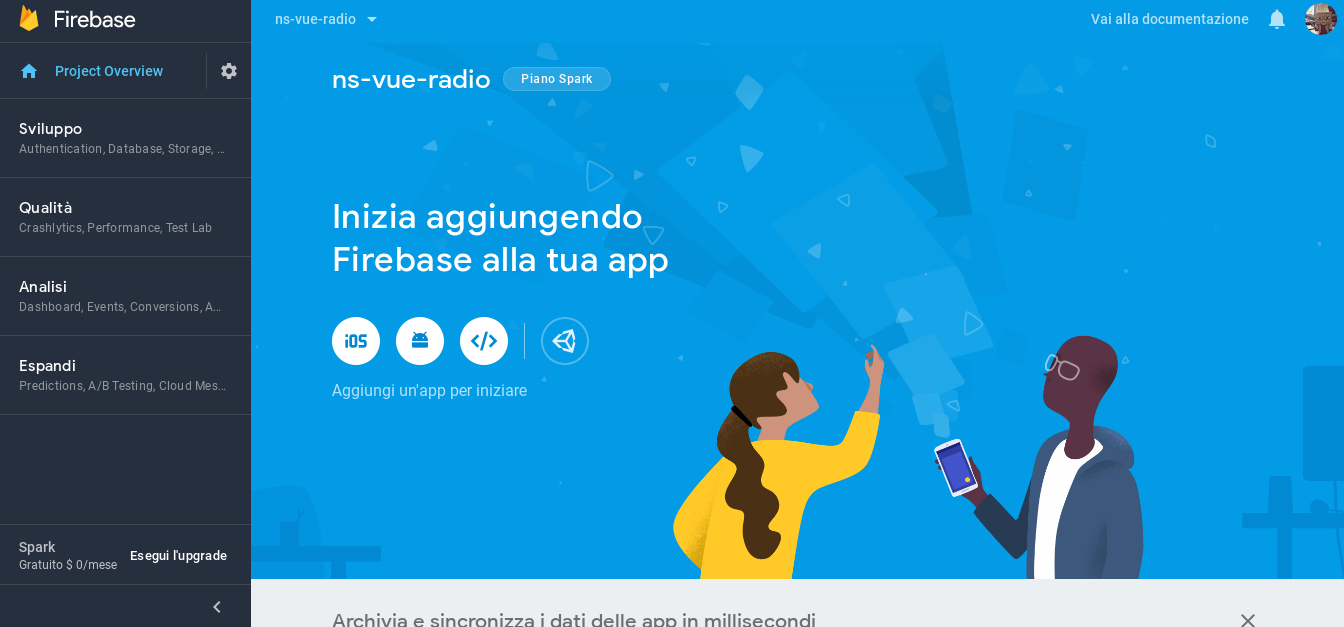 Firebase
ns-vue-radio
Vai alla documentazione
Project Overview
ns-vue-radio
Piano Spark
Sviluppo
Authentication, Database, Storage, ...
Qualità
Crashlytics, Performance, Test Lab
Analisi
Dashboard, Events, Conversions, A...
Espandi
Predictions, A/B Testing, Cloud Mes...
Inizia aggiungendo
Firebase alla tua app
iOS
Aggiungi un'app per iniziare
Spark
Gratuito $ 0/mese
Esegui l'upgrade
Archivia e sincronizza i dati delle app in millisecondi